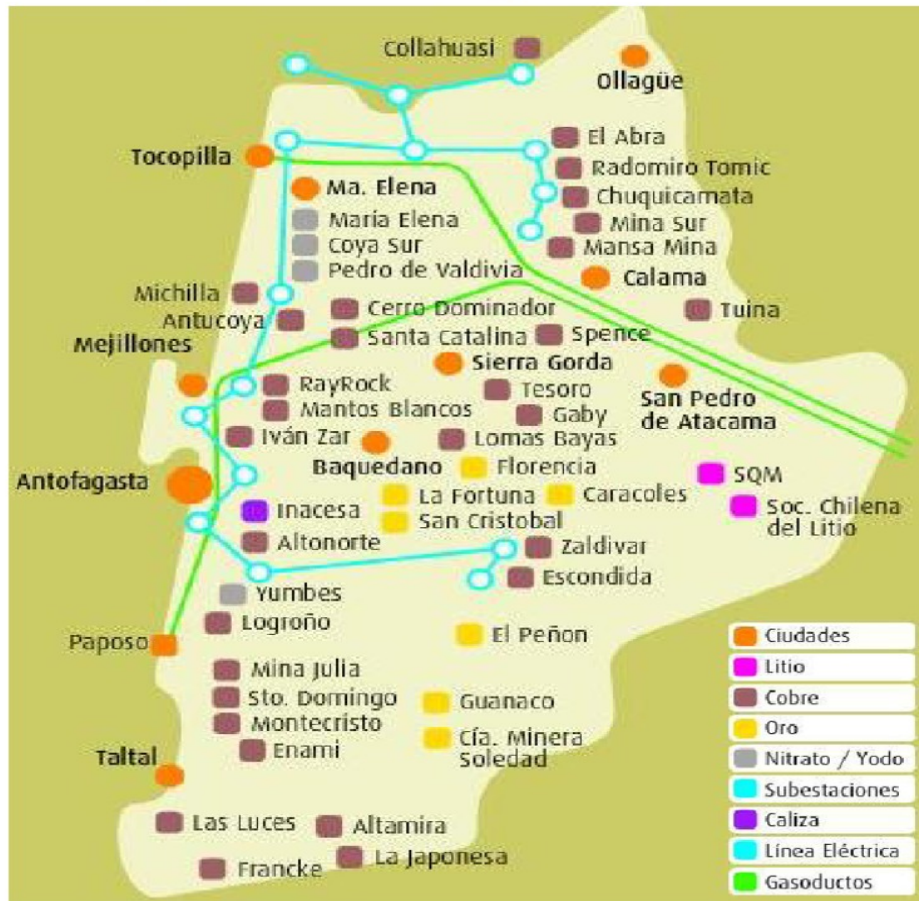 Collahuasi
Ollagüe
El Abra
Tocopilla
Radomiro Tomic
Ma. Elena
Chuquicamata
María Elena
Mina Sur
Coya Sur
Mansa Mina
Pedro de Valdivia
Calama
Michilla
Cerro Dominador
Tuina
Antucoya
Santa Catalina
Spence
Mejillones
Sierra Gorda
RayRock
Tesoro
San Pedro
de Atacama
Mantos Blancos
Gaby
Iván Zar
Lomas Bayas
Baquedano
Florencia
SQM
Antofagasta
La Fortuna
Caracoles
Inacesa
San Cristobal
Soc. Chilena
del Litio
Altonorte
Zaldivar
Escondida
Yumbes
Logroño
Paposo
El Peñon
Mina Julia
Sto. Domingo
Guanaco
Montecristo
Enami
Cía. Minera
Soledad
Taltal
Las Luces
Altamira
La Japonesa
Francke
Ciudades
Litio
Cobre
Oro
Nitrato / Yodo
Subestaciones
Caliza
Línea Eléctrica
Gasoductos